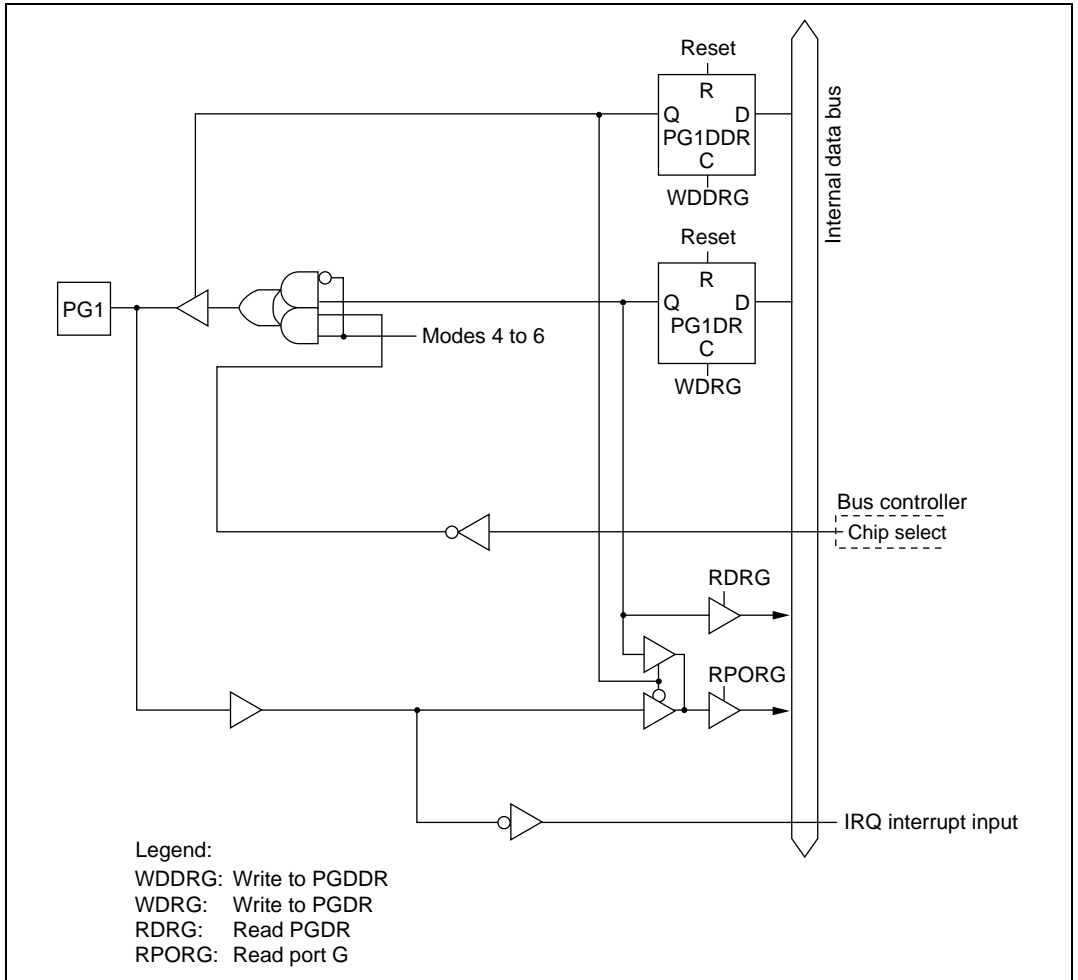 Reset
R
Q D
PG1DDR
C
WDDRG
Internal data bus
Reset
R
Q D
PG1DR
C
WDRG
PG1
Modes 4 to 6
Bus controller
Chip select
RDRG
RPORG
IRQ interrupt input
Legend:
WDDRG: Write to PGDDR
WDRG: Write to PGDR
RDRG: Read PGDR
RPORG: Read port G